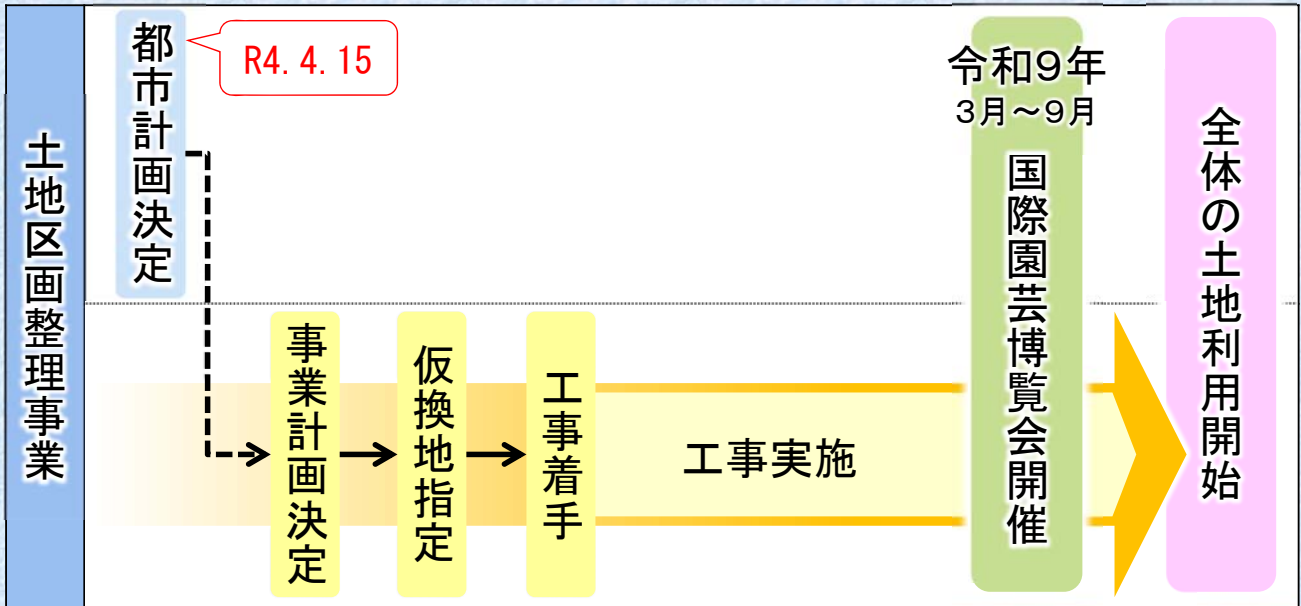 土地区画整理事業
都市計画決定
R4.4.15
事業計画決定
仮換地指定
工事着手
工事実施
令和9年
3月～9月
国際園芸博覧会開催
全体の土地利用開始